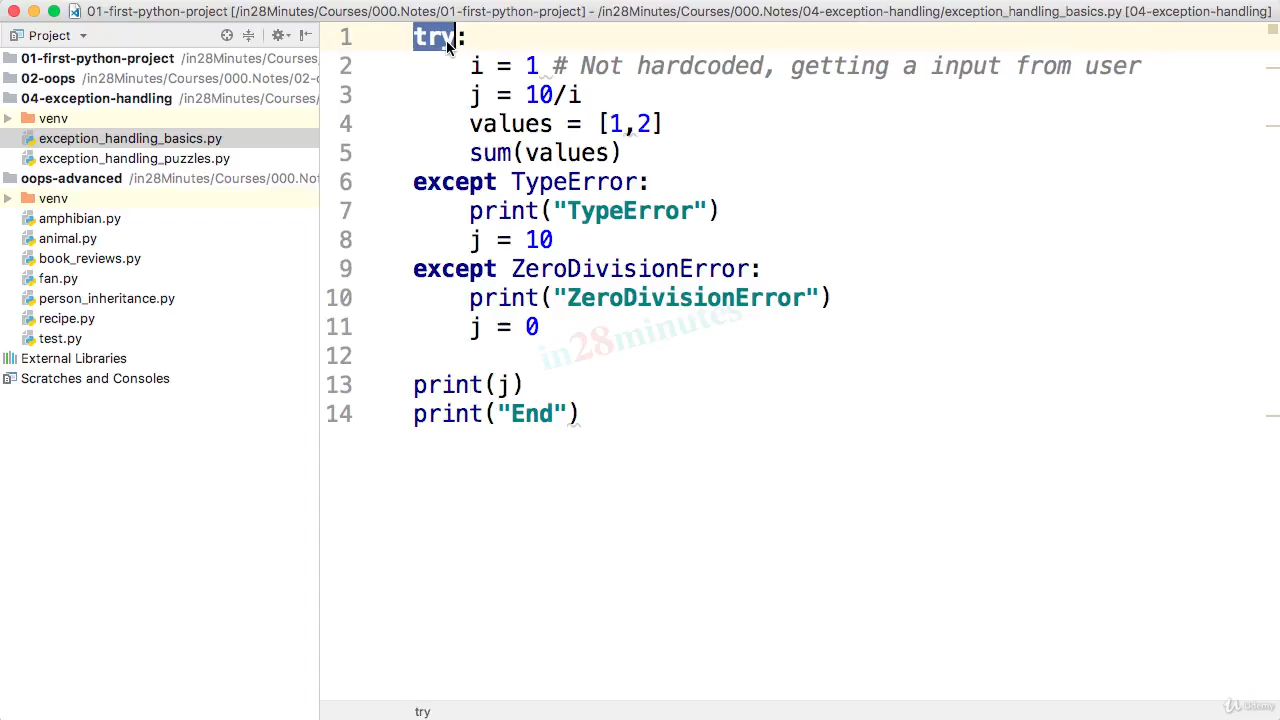 01-first-python-project [/in28Minutes/Courses/000.Notes/01-first-python-project] - /in28Minutes/Courses/000.Notes/04-exception-handling/exception_handling_basics.py [04-exception-handling]
Project
01-first-python-project /in28Minutes/Courses/
02-oops /in28Minutes/Courses/000.Notes/02-o
04-exception-handling /in28Minutes/Courses/
venv
exception_handling_basics.py
exception_handling_puzzles.py
oops-advanced /in28Minutes/Courses/000.Not
venv
amphibian.py
animal.py
book_reviews.py
fan.py
person_inheritance.py
recipe.py
test.py
External Libraries
Scratches and Consoles
1 try:
2 i = 1 # Not hardcoded, getting a input from user
3 j = 10/i
4 values = [1,2]
5 sum(values)
6 except TypeError:
7 print("TypeError")
8 j = 10
9 except ZeroDivisionError:
10 print("ZeroDivisionError")
11 j = 0
12
13 print(j)
14 print("End")
in28minutes
try
Udemy